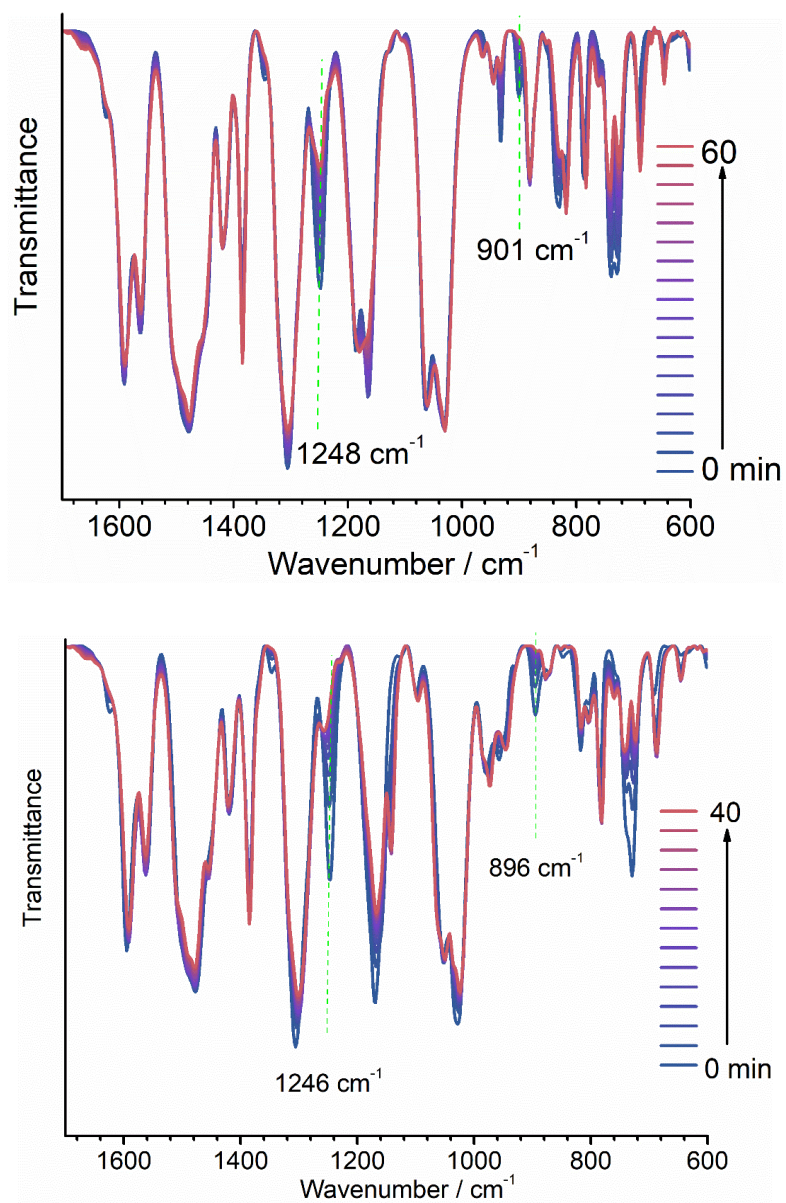 Transmittance
60
901 cm⁻¹
1248 cm⁻¹
0 min
1600 1400 1200 1000 800 600
Wavenumber / cm⁻¹
Transmittance
40
896 cm⁻¹
0 min
1246 cm⁻¹
1600 1400 1200 1000 800 600
Wavenumber / cm⁻¹